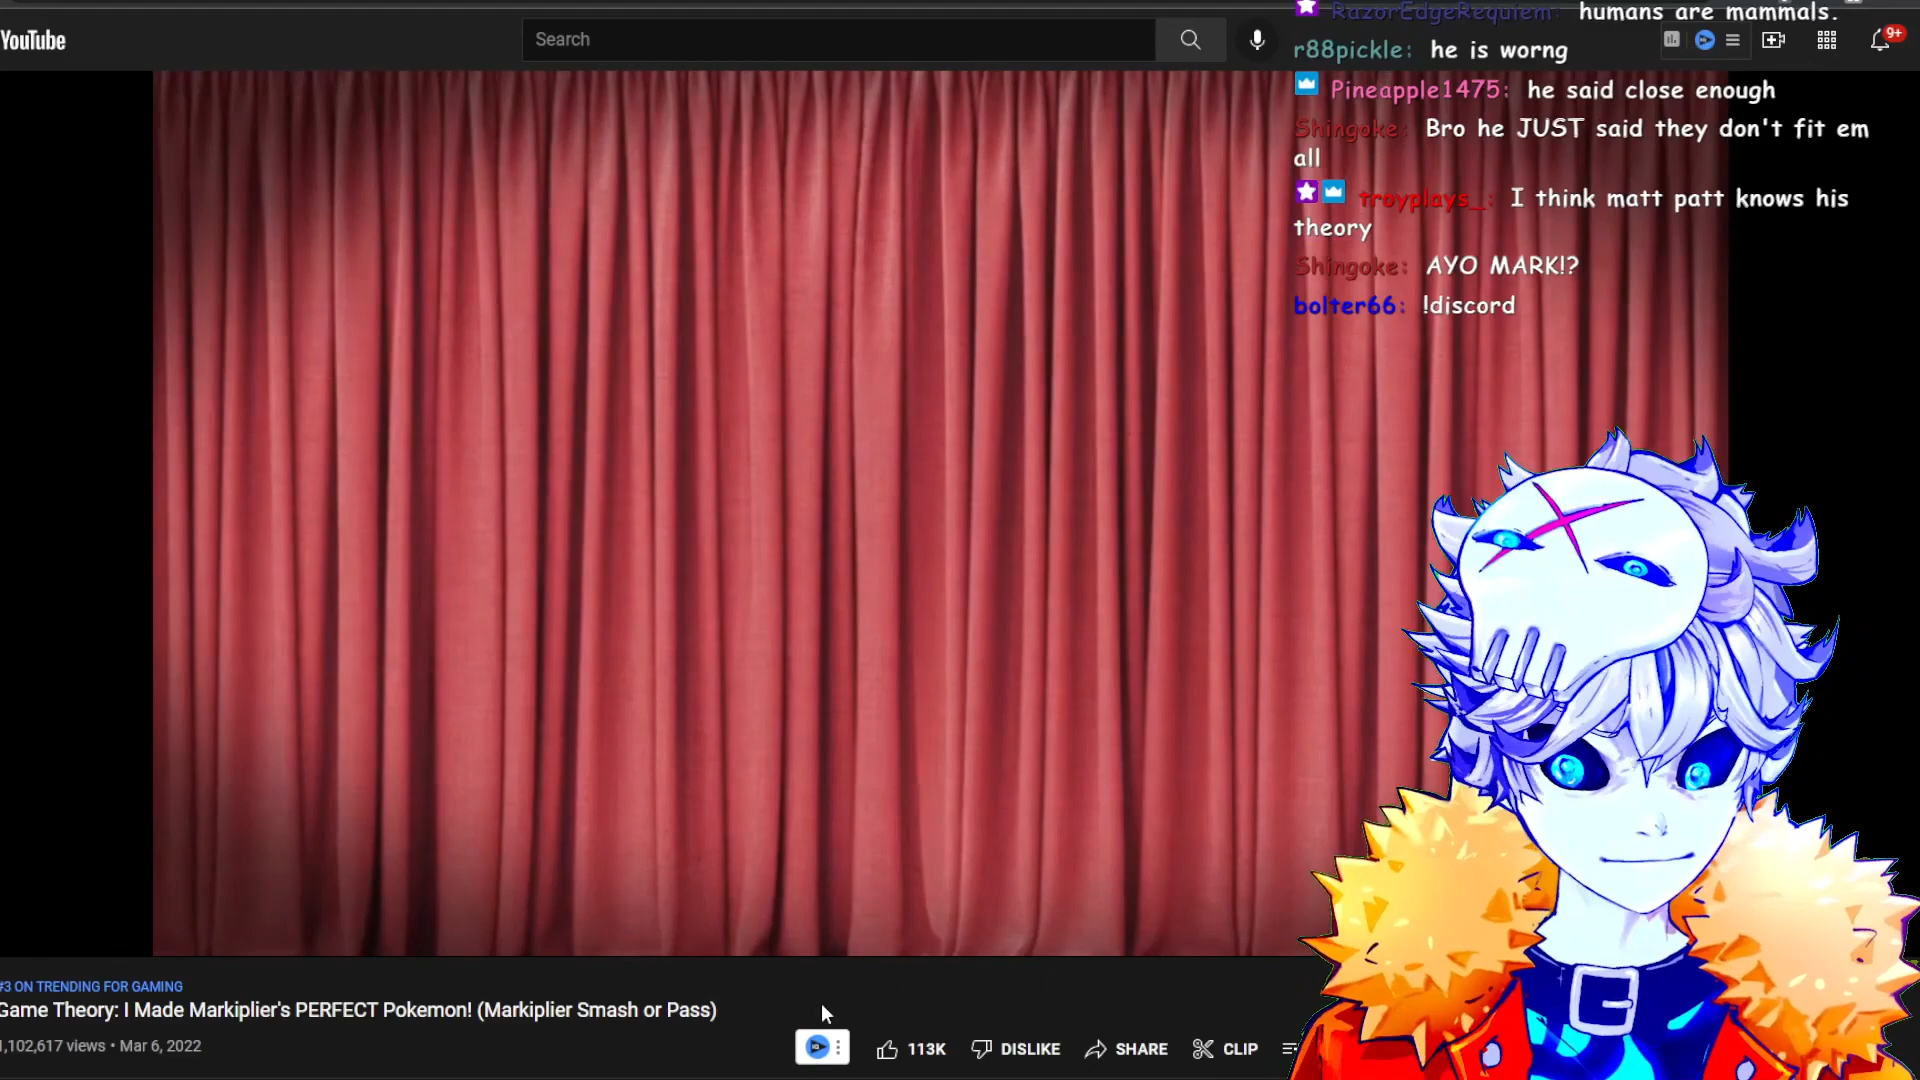 YouTube
Search
9+
RazorEdgeRequiem: humans are mammals.
r88pickle: he is worng
Pineapple1475: he said close enough
Shingoke: Bro he JUST said they don't fit em
all
troyplays_: I think matt patt knows his
theory
Shingoke: AYO MARK!?
bolter66: !discord
#3 ON TRENDING FOR GAMING
Game Theory: I Made Markiplier's PERFECT Pokemon! (Markiplier Smash or Pass)
1,102,617 views • Mar 6, 2022
113K DISLIKE SHARE CLIP